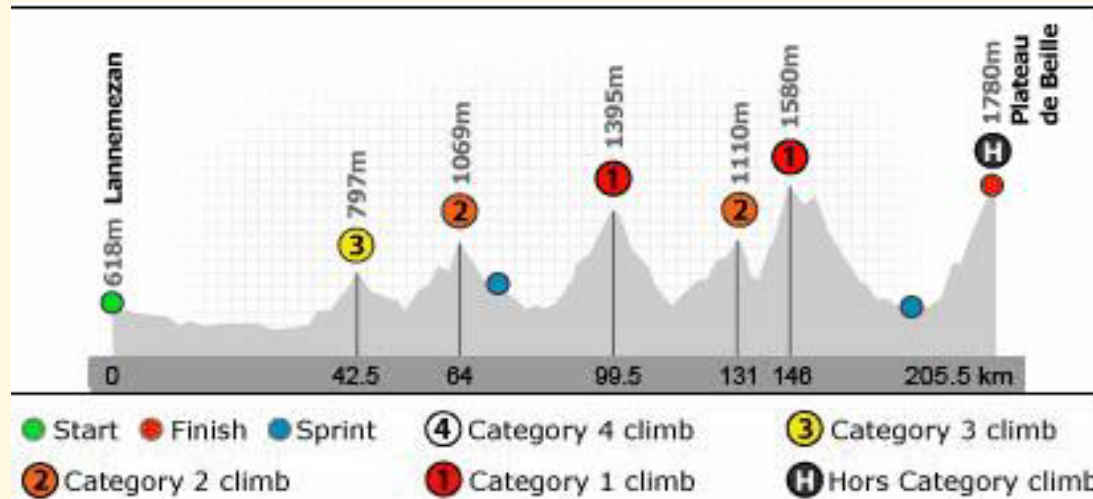 618m Lannemezan
797m
1069m
1395m
1110m
1580m
1780m
Plateau
de Beille
3
2
1
2
1
H
0 42.5 64 99.5 131 146 205.5 km
Start Finish Sprint 4 Category 4 climb 3 Category 3 climb
2 Category 2 climb 1 Category 1 climb H Hors Category climb